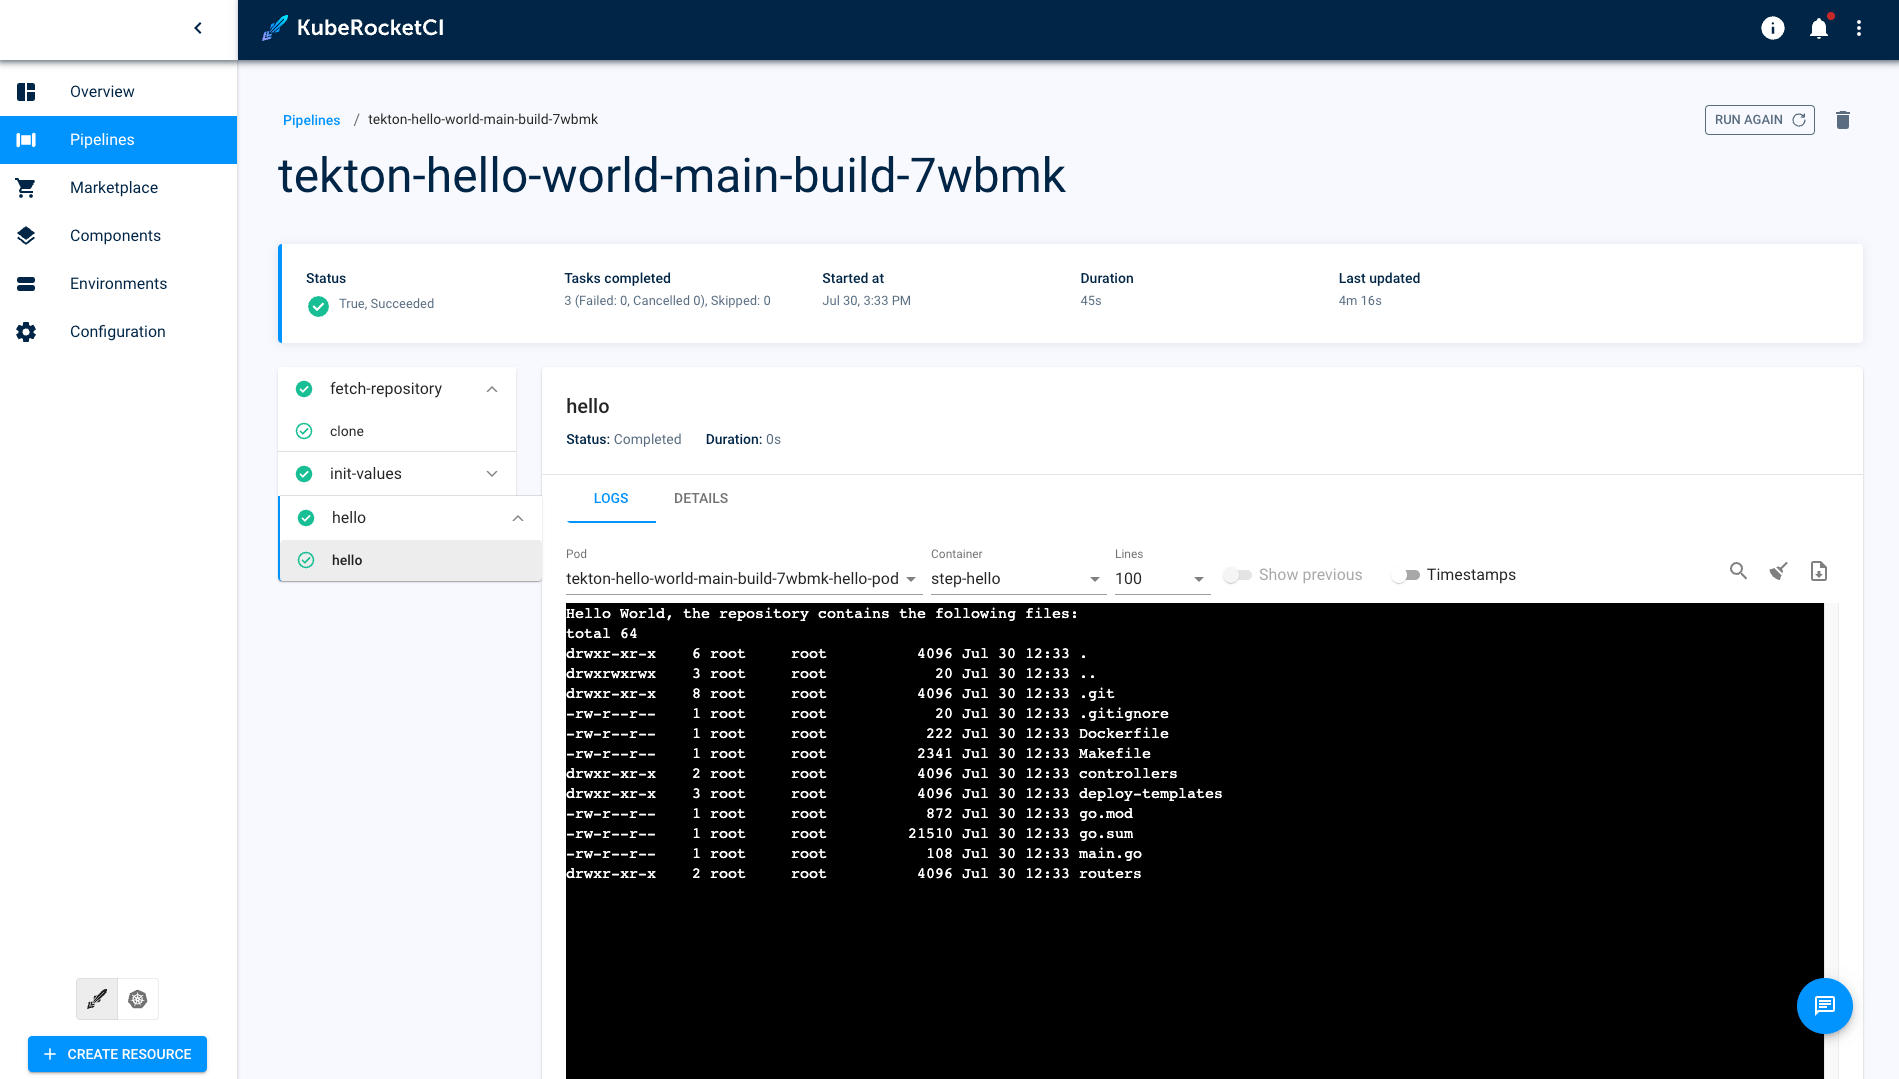 KubeRocketCI
Overview
Pipelines
Marketplace
Components
Environments
Configuration
CREATE RESOURCE
Pipelines / tekton-hello-world-main-build-7wbmk
RUN AGAIN
tekton-hello-world-main-build-7wbmk
Status Tasks completed Started at Duration Last updated
True, Succeeded 3 (Failed: 0, Cancelled 0), Skipped: 0 Jul 30, 3:33 PM 45s 4m 16s
fetch-repository
clone
init-values
hello
hello
hello
Status: Completed Duration: 0s
LOGS DETAILS
Pod Container Lines
tekton-hello-world-main-build-7wbmk-hello-pod step-hello 100 Show previous Timestamps
Hello World, the repository contains the following files:
total 64
drwxr-xr-x    6 root     root          4096 Jul 30 12:33 .
drwxrwxrwx    3 root     root            20 Jul 30 12:33 ..
drwxr-xr-x    8 root     root          4096 Jul 30 12:33 .git
-rw-r--r--    1 root     root            20 Jul 30 12:33 .gitignore
-rw-r--r--    1 root     root           222 Jul 30 12:33 Dockerfile
-rw-r--r--    1 root     root          2341 Jul 30 12:33 Makefile
drwxr-xr-x    2 root     root          4096 Jul 30 12:33 controllers
drwxr-xr-x    3 root     root          4096 Jul 30 12:33 deploy-templates
-rw-r--r--    1 root     root           872 Jul 30 12:33 go.mod
-rw-r--r--    1 root     root         21510 Jul 30 12:33 go.sum
-rw-r--r--    1 root     root           108 Jul 30 12:33 main.go
drwxr-xr-x    2 root     root          4096 Jul 30 12:33 routers